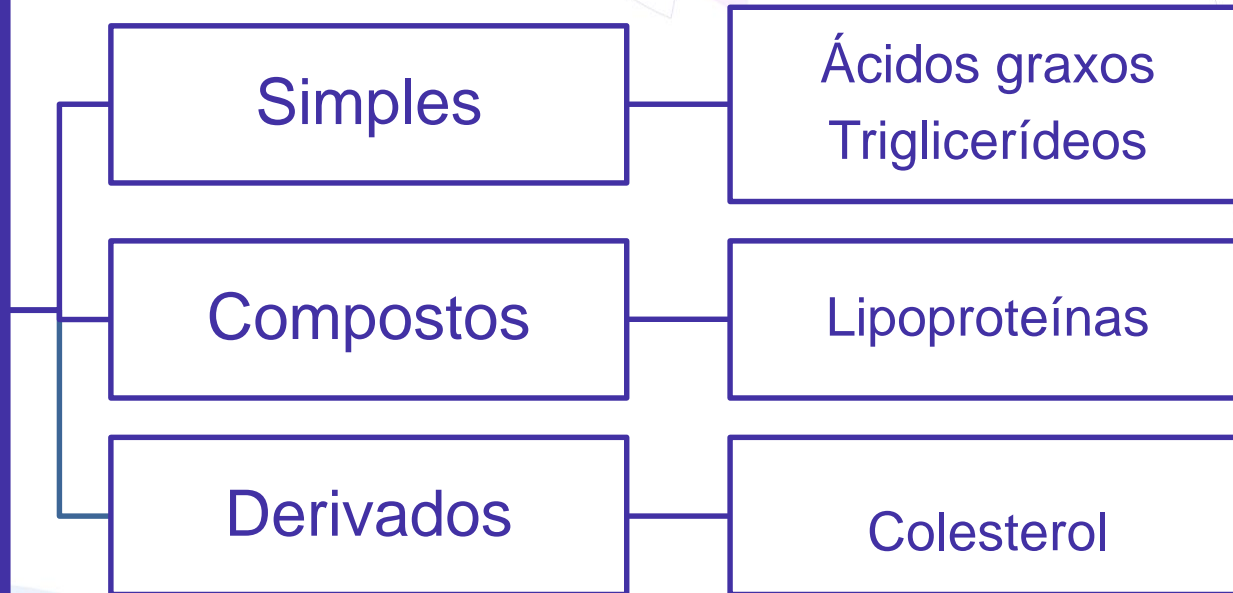 Simples
Ácidos graxos
Triglicerídeos
Compostos
Lipoproteínas
Derivados
Colesterol